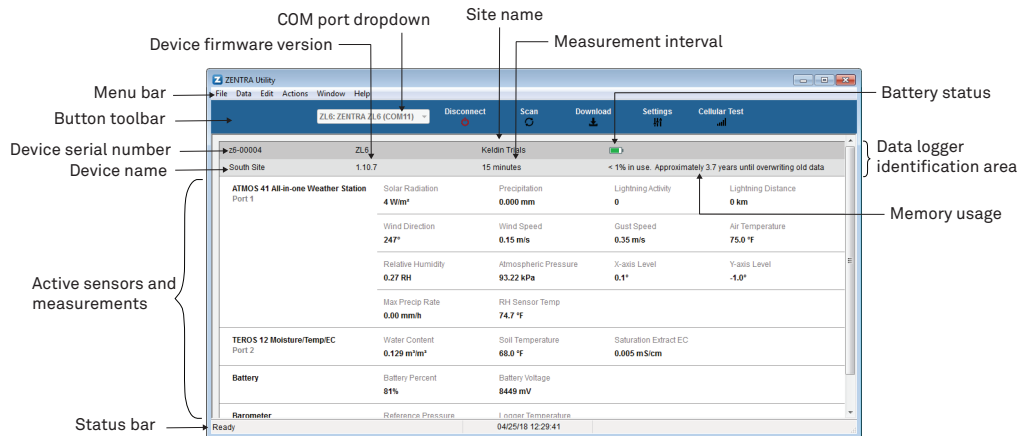 COM port dropdown
Site name
Device firmware version
Measurement interval
ZENTRA Utility
Menu bar
File Data Edit Actions Window Help
Battery status
Button toolbar
ZL6: ZENTRA ZL6 (COM11)
Disconnect Scan Download Settings Cellular Test
Device serial number
z6-00004 ZL6 Keldin Trials
Data logger
identification area
Device name
South Site 1.10.7 15 minutes < 1% in use. Approximately 3.7 years until overwriting old data
ATMOS 41 All-in-one Weather Station
Port 1
Solar Radiation Precipitation Lightning Activity Lightning Distance
4 W/m² 0.000 mm 0 0 km
Memory usage
Wind Direction Wind Speed Gust Speed Air Temperature
247° 0.15 m/s 0.35 m/s 75.0 °F
Relative Humidity Atmospheric Pressure X-axis Level Y-axis Level
0.27 RH 93.22 kPa 0.1° -1.0°
Active sensors and
measurements
Max Precip Rate RH Sensor Temp
0.00 mm/h 74.7 °F
TEROS 12 Moisture/Temp/EC
Port 2
Water Content Soil Temperature Saturation Extract EC
0.129 m³/m³ 68.0 °F 0.005 mS/cm
Battery
Battery Percent Battery Voltage
81% 8449 mV
Barometer Reference Pressure Logger Temperature
Status bar
Ready 04/25/18 12:29:41